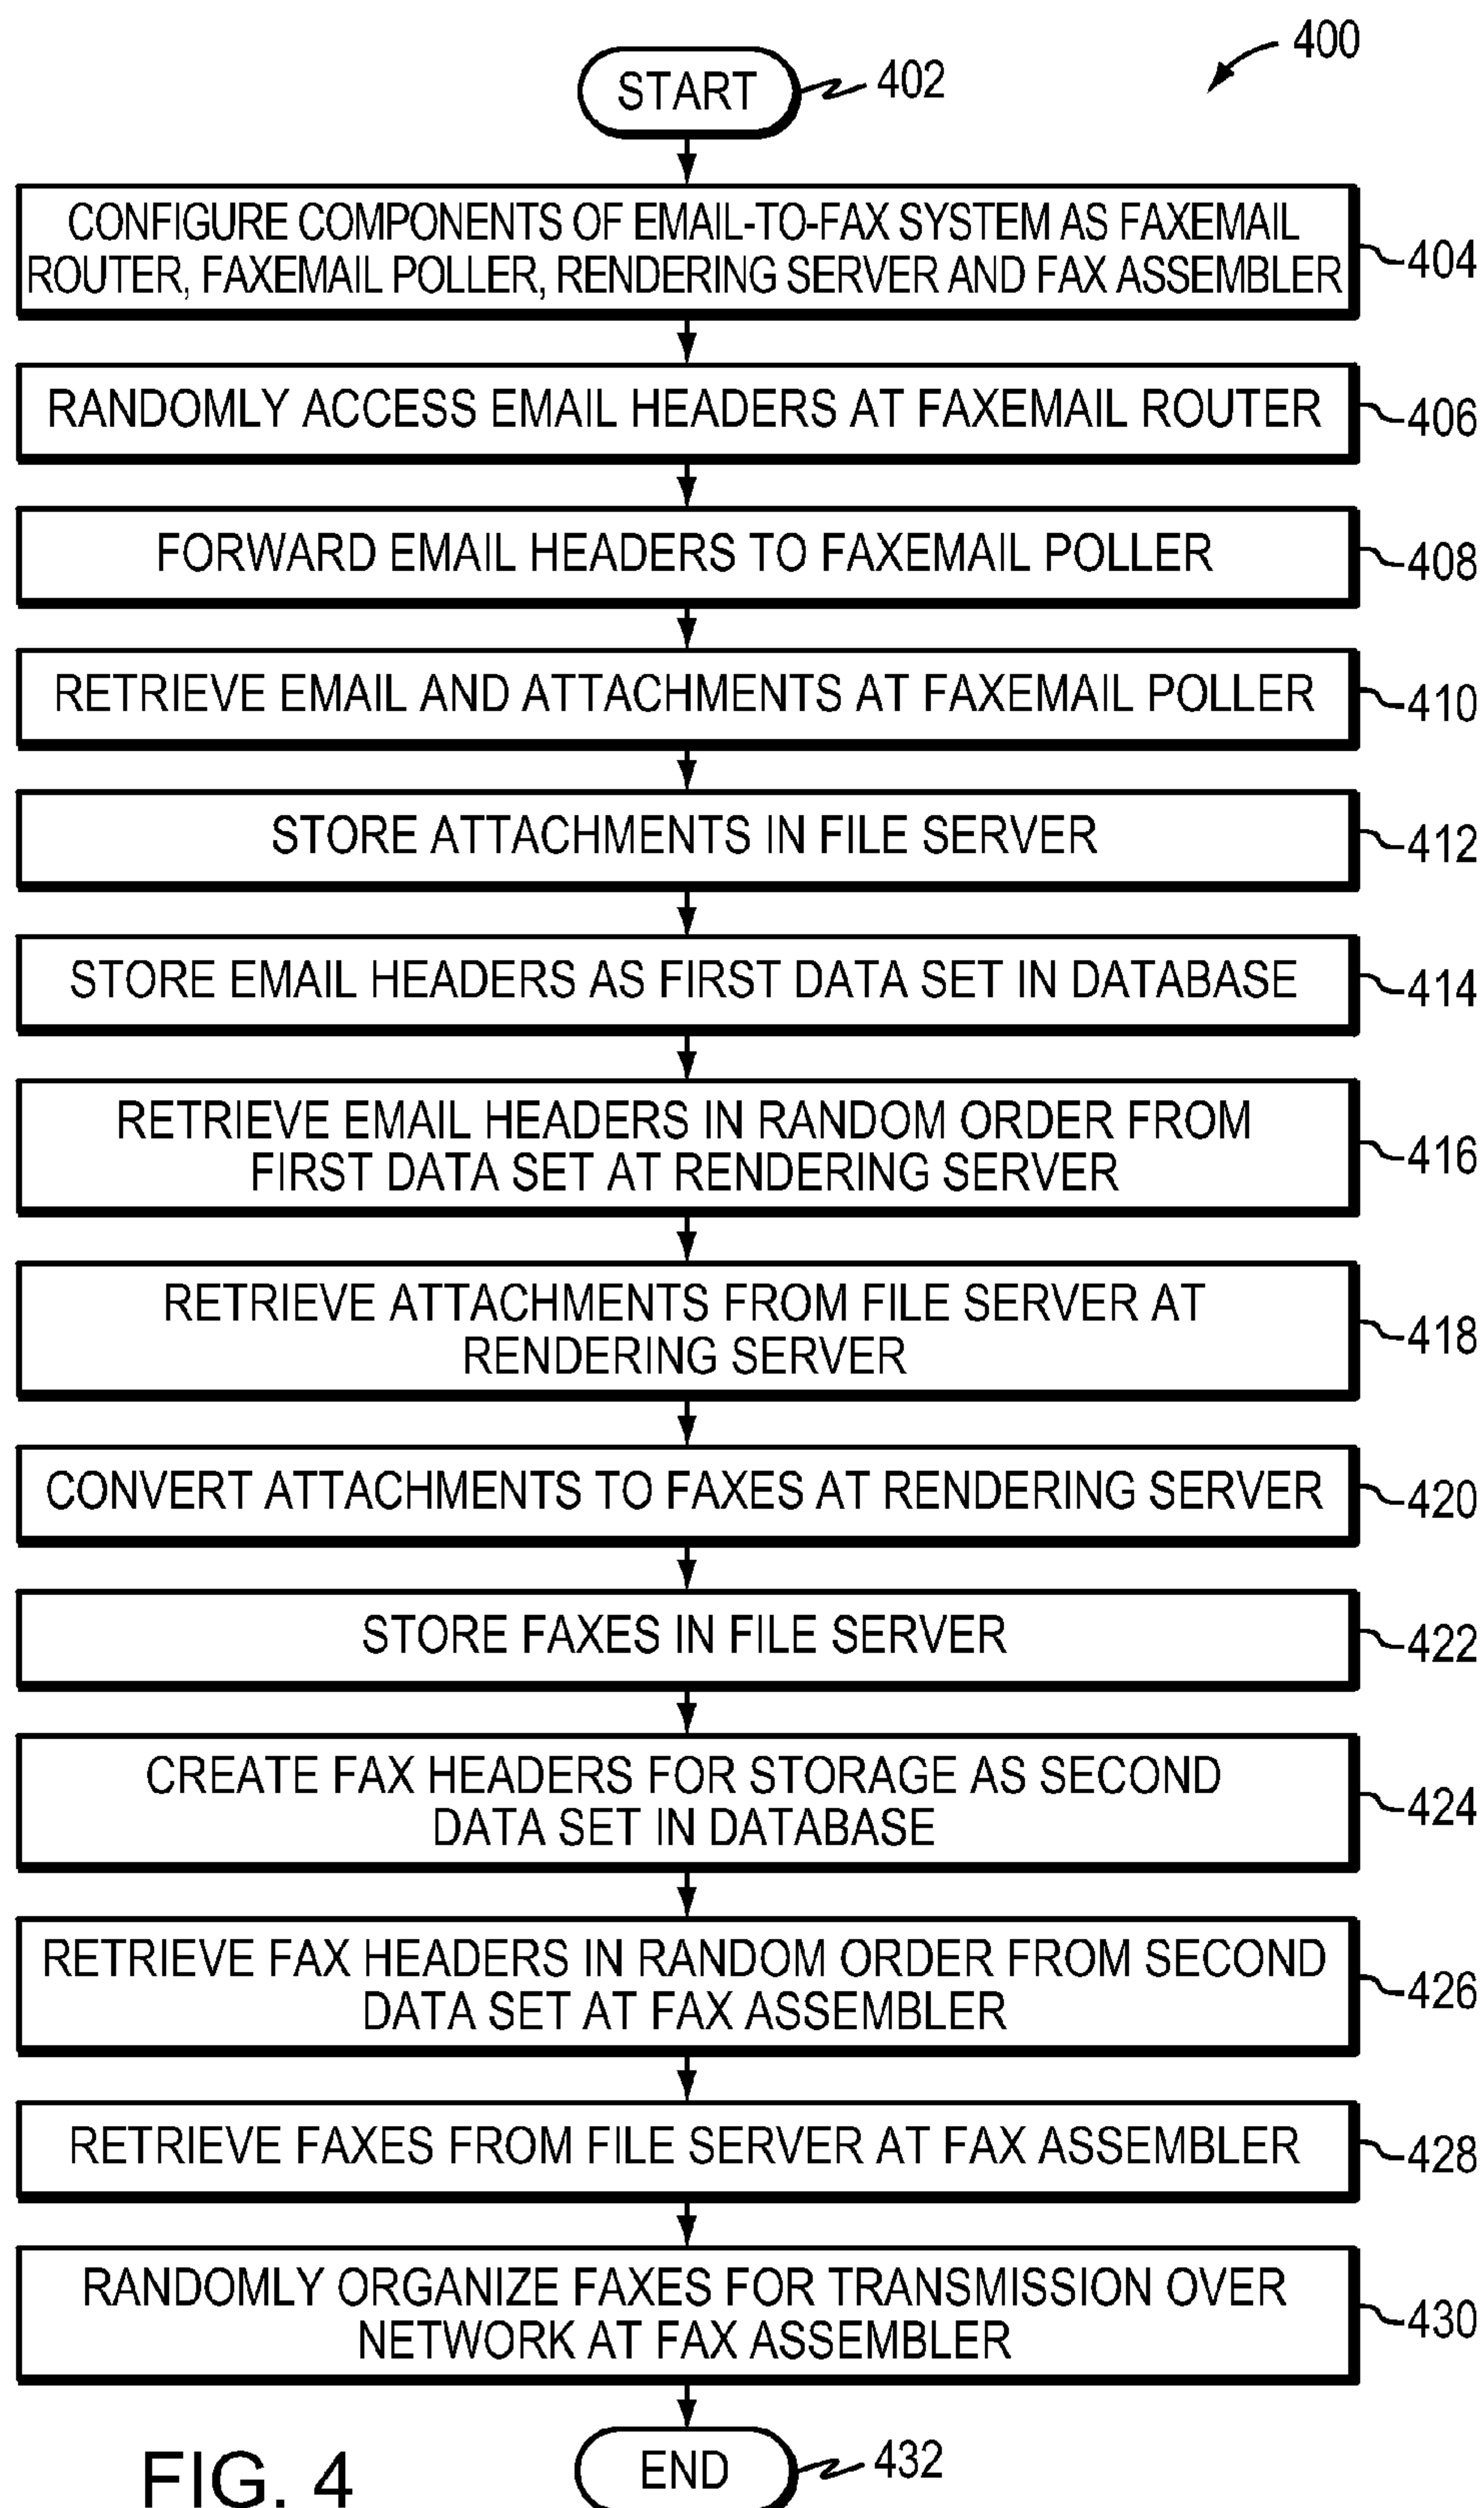 400
START 402
CONFIGURE COMPONENTS OF EMAIL-TO-FAX SYSTEM AS FAXEMAIL
ROUTER, FAXEMAIL POLLER, RENDERING SERVER AND FAX ASSEMBLER
404
RANDOMLY ACCESS EMAIL HEADERS AT FAXEMAIL ROUTER
406
FORWARD EMAIL HEADERS TO FAXEMAIL POLLER
408
RETRIEVE EMAIL AND ATTACHMENTS AT FAXEMAIL POLLER
410
STORE ATTACHMENTS IN FILE SERVER
412
STORE EMAIL HEADERS AS FIRST DATA SET IN DATABASE
414
RETRIEVE EMAIL HEADERS IN RANDOM ORDER FROM
FIRST DATA SET AT RENDERING SERVER
416
RETRIEVE ATTACHMENTS FROM FILE SERVER AT
RENDERING SERVER
418
CONVERT ATTACHMENTS TO FAXES AT RENDERING SERVER
420
STORE FAXES IN FILE SERVER
422
CREATE FAX HEADERS FOR STORAGE AS SECOND
DATA SET IN DATABASE
424
RETRIEVE FAX HEADERS IN RANDOM ORDER FROM SECOND
DATA SET AT FAX ASSEMBLER
426
RETRIEVE FAXES FROM FILE SERVER AT FAX ASSEMBLER
428
RANDOMLY ORGANIZE FAXES FOR TRANSMISSION OVER
NETWORK AT FAX ASSEMBLER
430
END 432
FIG. 4